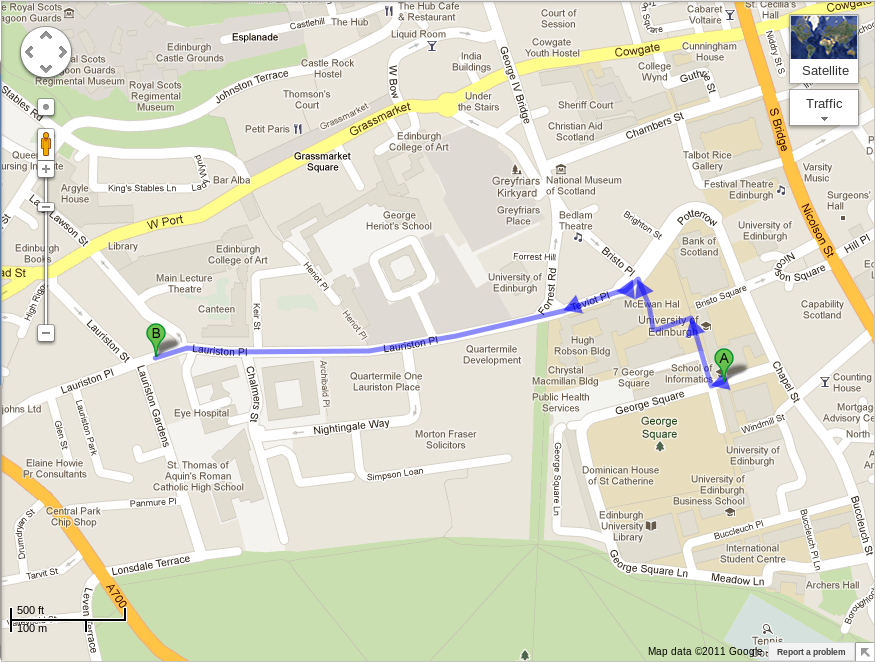 The Hub Cafe
& Restaurant
Castlehill
The Hub
Court of
Session
Cabaret
Voltaire
St. Cecilia's
Hall
Esplanade
Liquid Room
Cowgate
Edinburgh
Castle Grounds
Royal Scots
Dragoon Guards
Regimental Museum
Castle Rock
Hostel
India
Buildings
Cowgate
Youth Hostel
Cunningham
House
College
Wynd
Guthrie St
Niddry St S
Satellite
Traffic
Johnston Terrace
Royal Scots
Regimental
Museum
Thomson's
Court
W Bow
Under
the Stairs
George IV Bridge
Sheriff Court
Chambers St
S Bridge
Grassmarket
Grassmarket
Petit Paris
Edinburgh
College of Art
Christian Aid
Scotland
Grassmarket
Square
Talbot Rice
Gallery
Varsity
Music
King's Stables Ln
Bar Alba
Argyle
House
Greyfriars
Kirkyard
National Museum
of Scotland
Festival Theatre
Edinburgh
Surgeons'
Hall
Lady Lawson St
W Port
George
Heriot's School
Greyfriars
Place
Bedlam
Theatre
Brighton St
Potterrow
Nicolson St
University of
Edinburgh
Hill Pl
Library
Edinburgh
Books
Edinburgh
College of Art
Heriot Pl
Forrest Hill
Bristo Pl
Bank of
Scotland
Main Lecture
Theatre
University of
Edinburgh
Forrest Rd
Teviot Pl
McEwan Hal
Bristo Square
Capability
Scotland
High Riggs
Canteen
Keir St
Heriot Pl
University of
Edinburgh
B
Lauriston St
Lauriston Pl
Lauriston Pl
Quartermile
Development
Hugh
Robson Bldg
A
Lauriston Pl
Archibald Pl
Quartermile One
Lauriston Place
Chrystal
Macmillan Bldg
7 George
Square
School of
Informatics
Chapel St
Counting
House
Lauriston Gardens
Chalmers St
Public Health
Services
George Square
Lauriston Park
Glen St
Eye Hospital
Nightingale Way
Morton Fraser
Solicitors
George
Square
Windmill St
Mortgage
Advisory Ce
North
Elaine Howie
Pr Consultants
St. Thomas of
Aquin's Roman
Catholic High School
Simpson Loan
George Square Ln
Dominican House
of St Catherine
University of
Edinburgh
University of
Edinburgh
Business School
Panmure Pl
Central Park
Chip Shop
Edinburgh
University
Library
Buccleuch Pl
Buccleuch Pl Ln
Buccleuch St
Drumdryan St
Tarvit St
Lonsdale Terrace
International
Student Centre
George Square Ln
Meadow Ln
Archers Hall
A700
Leven Terrace
500 ft
100 m
Map data ©2011 Google
Report a problem